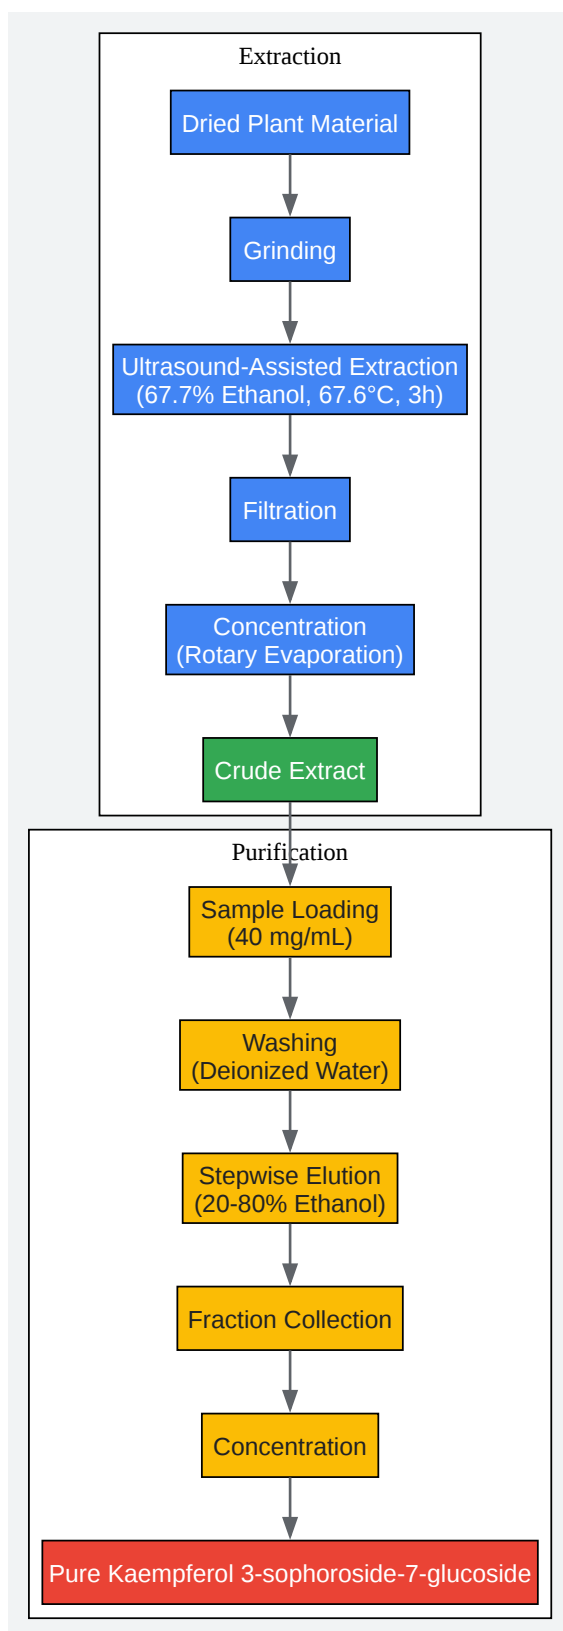 Extraction
Dried Plant Material
Grinding
Ultrasound-Assisted Extraction
(67.7% Ethanol, 67.6°C, 3h)
Filtration
Concentration
(Rotary Evaporation)
Crude Extract
Purification
Sample Loading
(40 mg/mL)
Washing
(Deionized Water)
Stepwise Elution
(20-80% Ethanol)
Fraction Collection
Concentration
Pure Kaempferol 3-sophoroside-7-glucoside